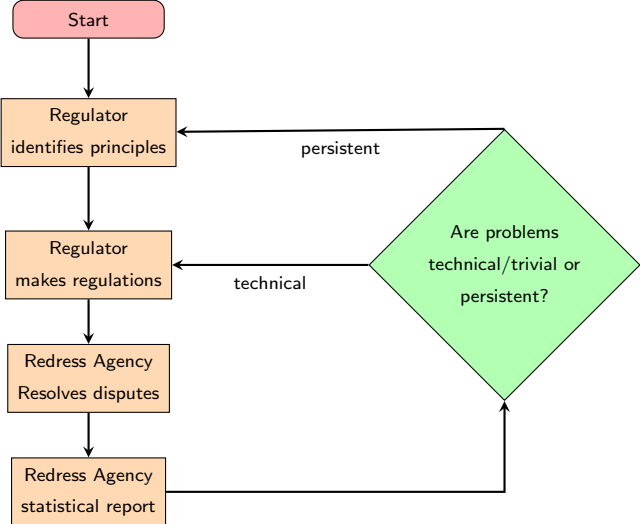 Start
Regulator
identifies principles
persistent
Regulator
makes regulations
technical
Are problems
technical/trivial or
persistent?
Redress Agency
Resolves disputes
Redress Agency
statistical report